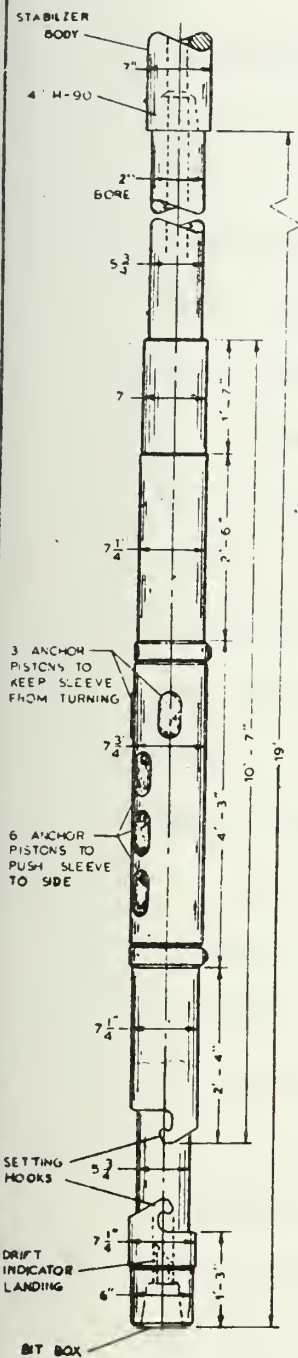 STABILIZER
BODY
7"
4" H-90
2"
BORE
5 3/4
7
1'-7"
7 1/4"
2'-6"
3 ANCHOR
PISTONS TO
KEEP SLEEVE
FROM TURNING
7 3/4"
10'-7"
19'
4'-3"
6 ANCHOR
PISTONS TO
PUSH SLEEVE
TO SIDE
7 1/4"
2'-4"
SETTING
HOOKS
5 3/4
7 1/4"
DRIFT
INDICATOR
LANDING
6"
1'-3"
BIT BOX